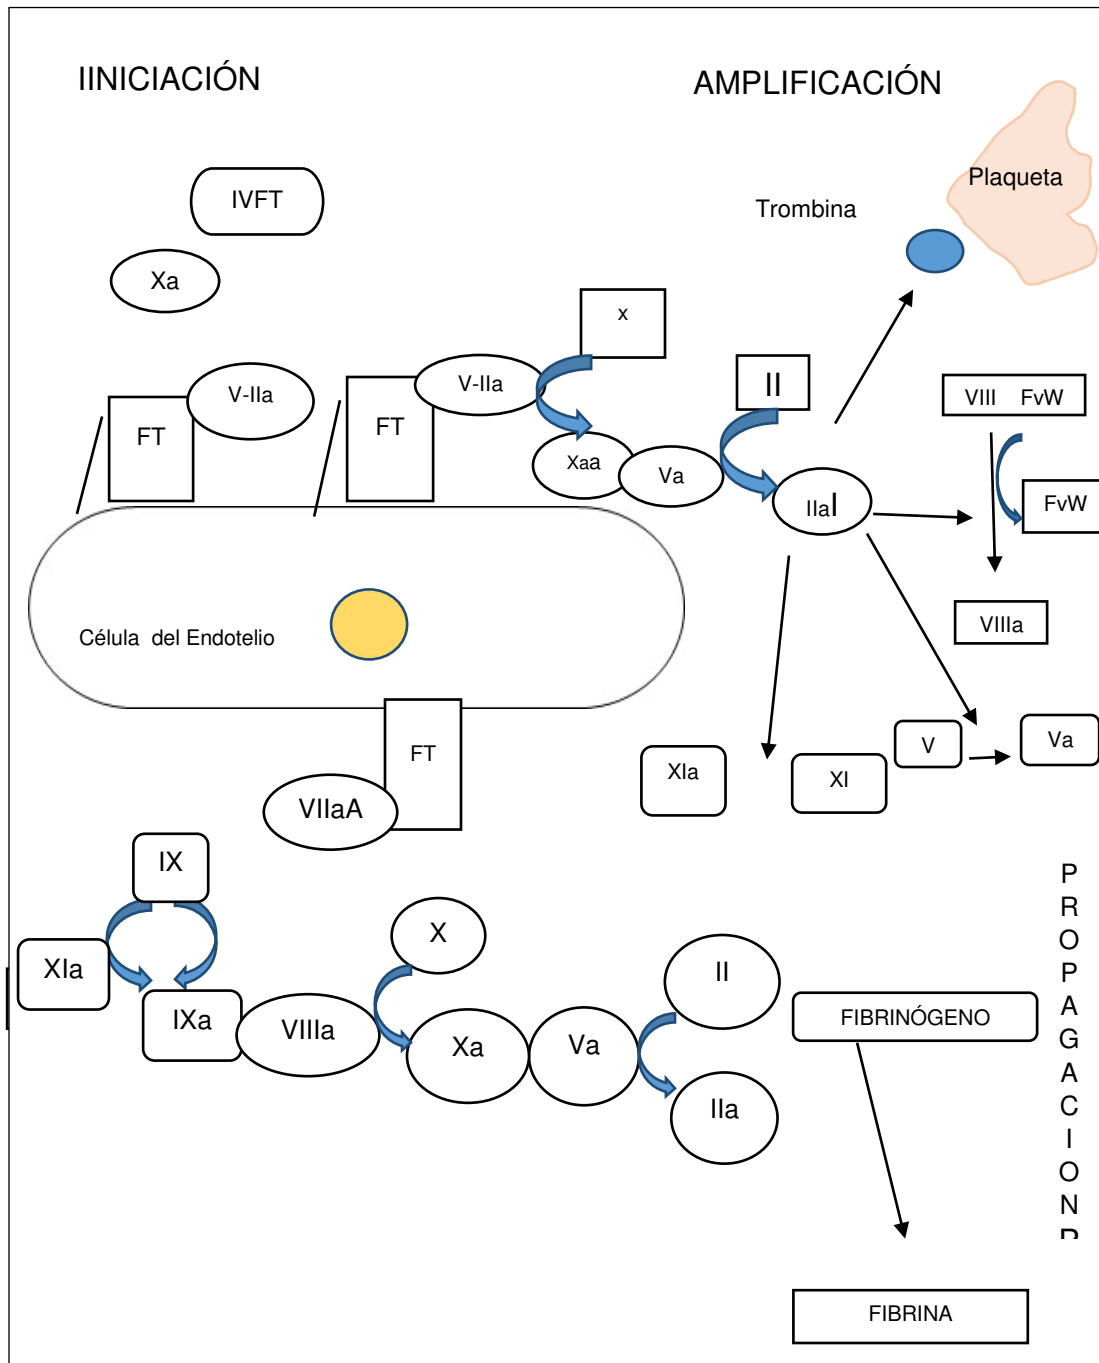 IINICIACIÓN
AMPLIFICACIÓN
Plaqueta
Trombina
IVFT
Xa
x
V-IIa
FT
V-IIa
FT
II
VIII FvW
Xaa
Va
IIaI
FvW
VIIIa
Célula del Endotelio
FT
VIIaA
XIa
XI
V
Va
IX
XIa
IXa
VIIIa
X
Xa
Va
II
IIa
FIBRINÓGENO
FIBRINA
P
R
O
P
A
G
A
C
I
O
N